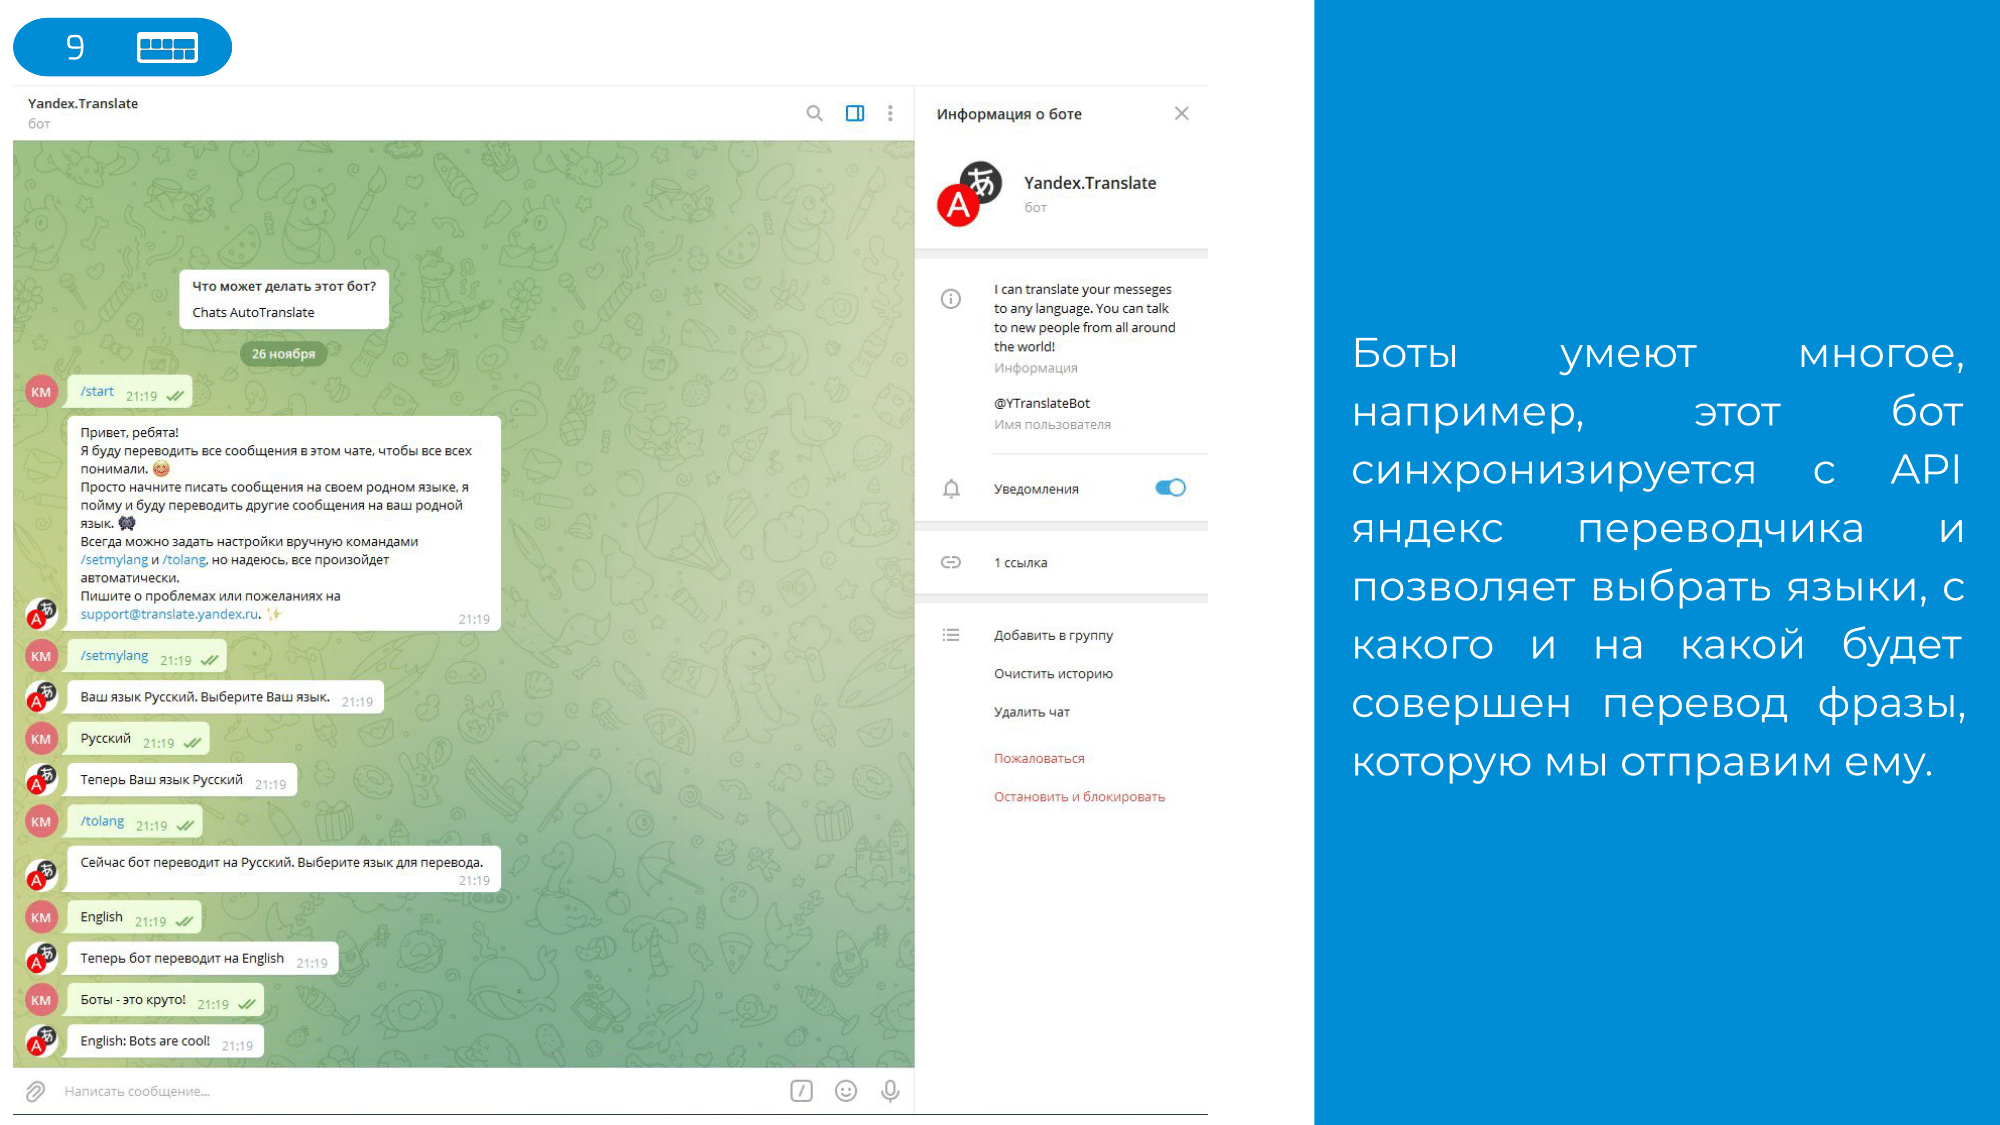 9
Yandex.Translate
бот
Что может делать этот бот?
Chats AutoTranslate
26 ноября
KM
/start 21:19
Привет, ребята!
Я буду переводить все сообщения в этом чате, чтобы все всех
понимали.
Просто начните писать сообщения на своем родном языке, я
пойму и буду переводить другие сообщения на ваш родной
язык.
Всегда можно задать настройки вручную командами
/setmylang и /tolang, но надеюсь, все произойдет
автоматически.
Пишите о проблемах или пожеланиях на
support@translate.yandex.ru.
21:19
KM
/setmylang 21:19
Ваш язык Русский. Выберите Ваш язык. 21:19
KM
Русский 21:19
Теперь Ваш язык Русский 21:19
KM
/tolang 21:19
Сейчас бот переводит на Русский. Выберите язык для перевода.
21:19
KM
English 21:19
Теперь бот переводит на English 21:19
KM
Боты - это круто! 21:19
English: Bots are cool! 21:19
Написать сообщение...
Информация о боте
Yandex.Translate
бот
I can translate your messeges
to any language. You can talk
to new people from all around
the world!
Информация
@YTranslateBot
Имя пользователя
Уведомления
1 ссылка
Добавить в группу
Очистить историю
Удалить чат
Пожаловаться
Остановить и блокировать
Боты умеют многое,
например, этот бот
синхронизируется с API
яндекс переводчика и
позволяет выбрать языки, с
какого и на какой будет
совершен перевод фразы,
которую мы отправим ему.